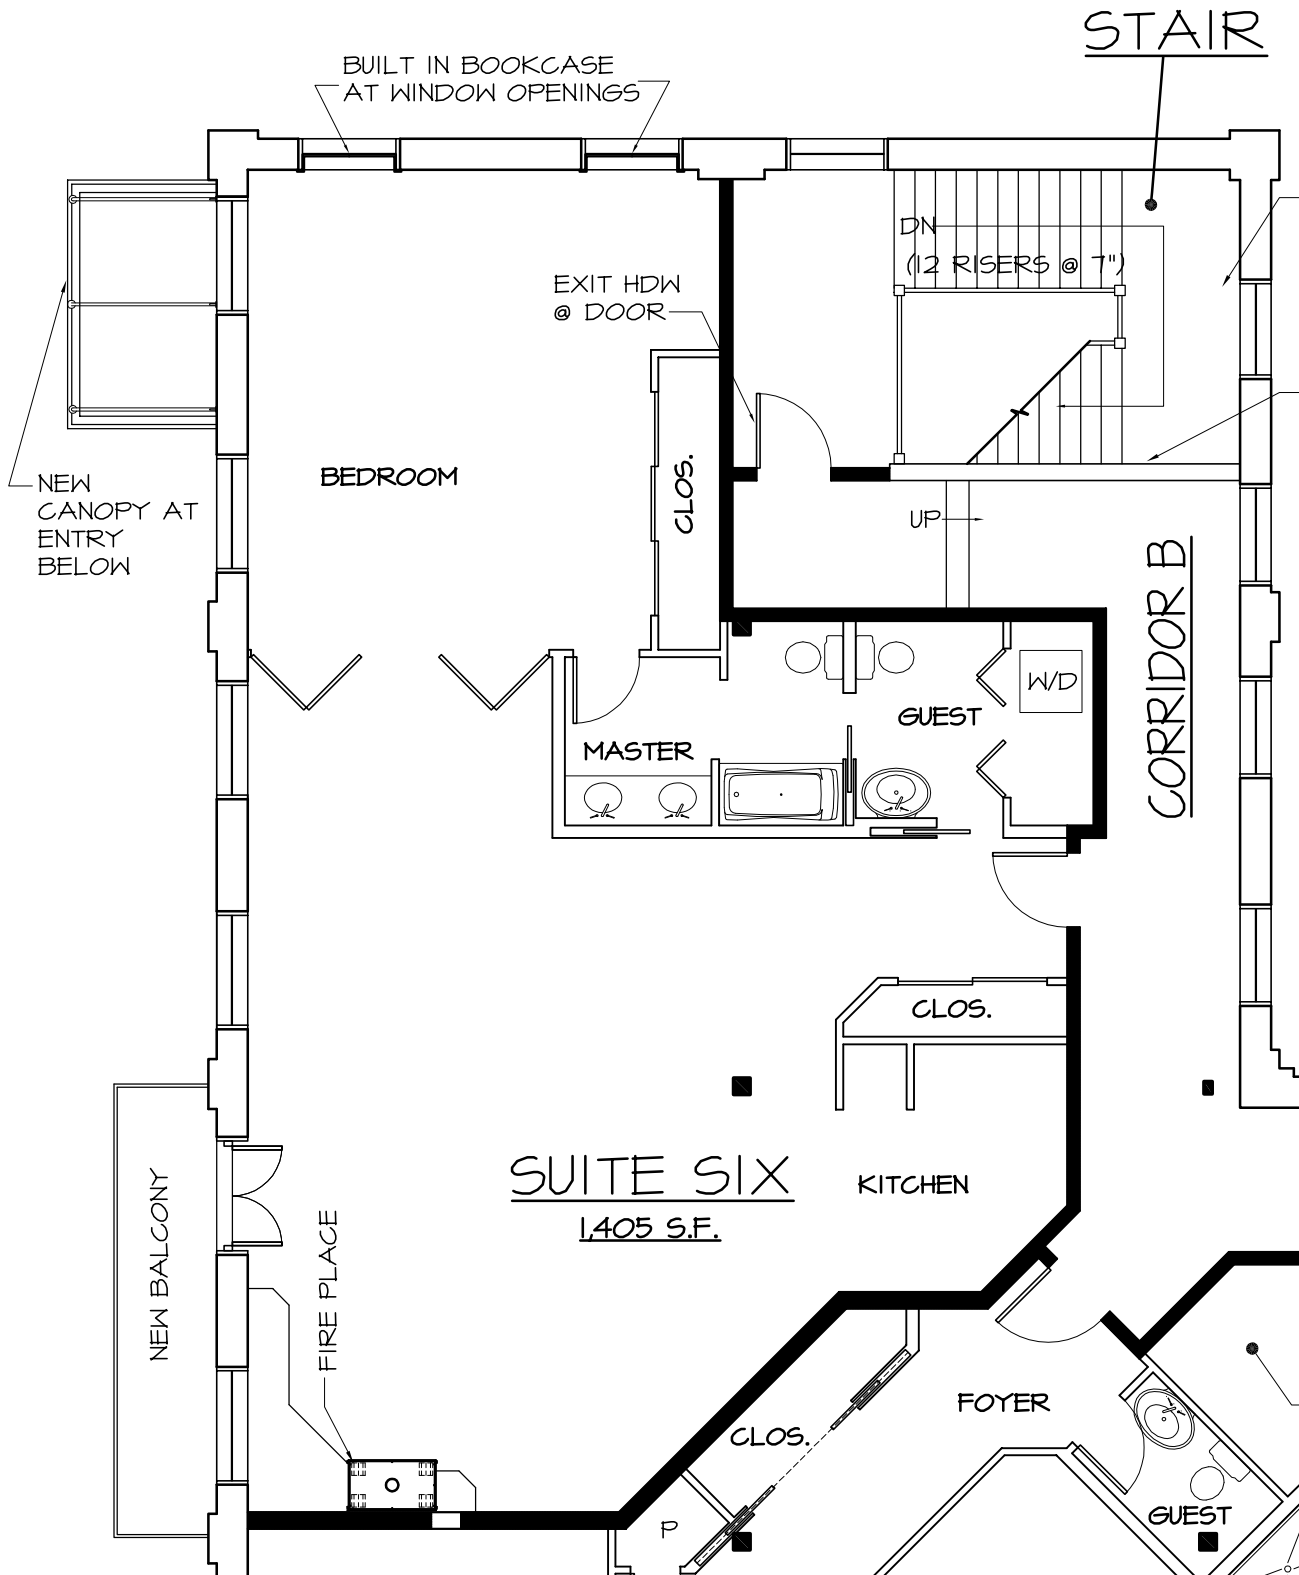 STAIR
BUILT IN BOOKCASE
AT WINDOW OPENINGS
DN
(12 RISERS @ 7")
EXIT HDW
@ DOOR
BEDROOM
CLOS.
NEW
CANOPY AT
ENTRY
BELOW
UP
CORRIDOR B
W/D
GUEST
MASTER
CLOS.
SUITE SIX
1,405 S.F.
KITCHEN
NEW BALCONY
FIRE PLACE
FOYER
CLOS.
GUEST
P